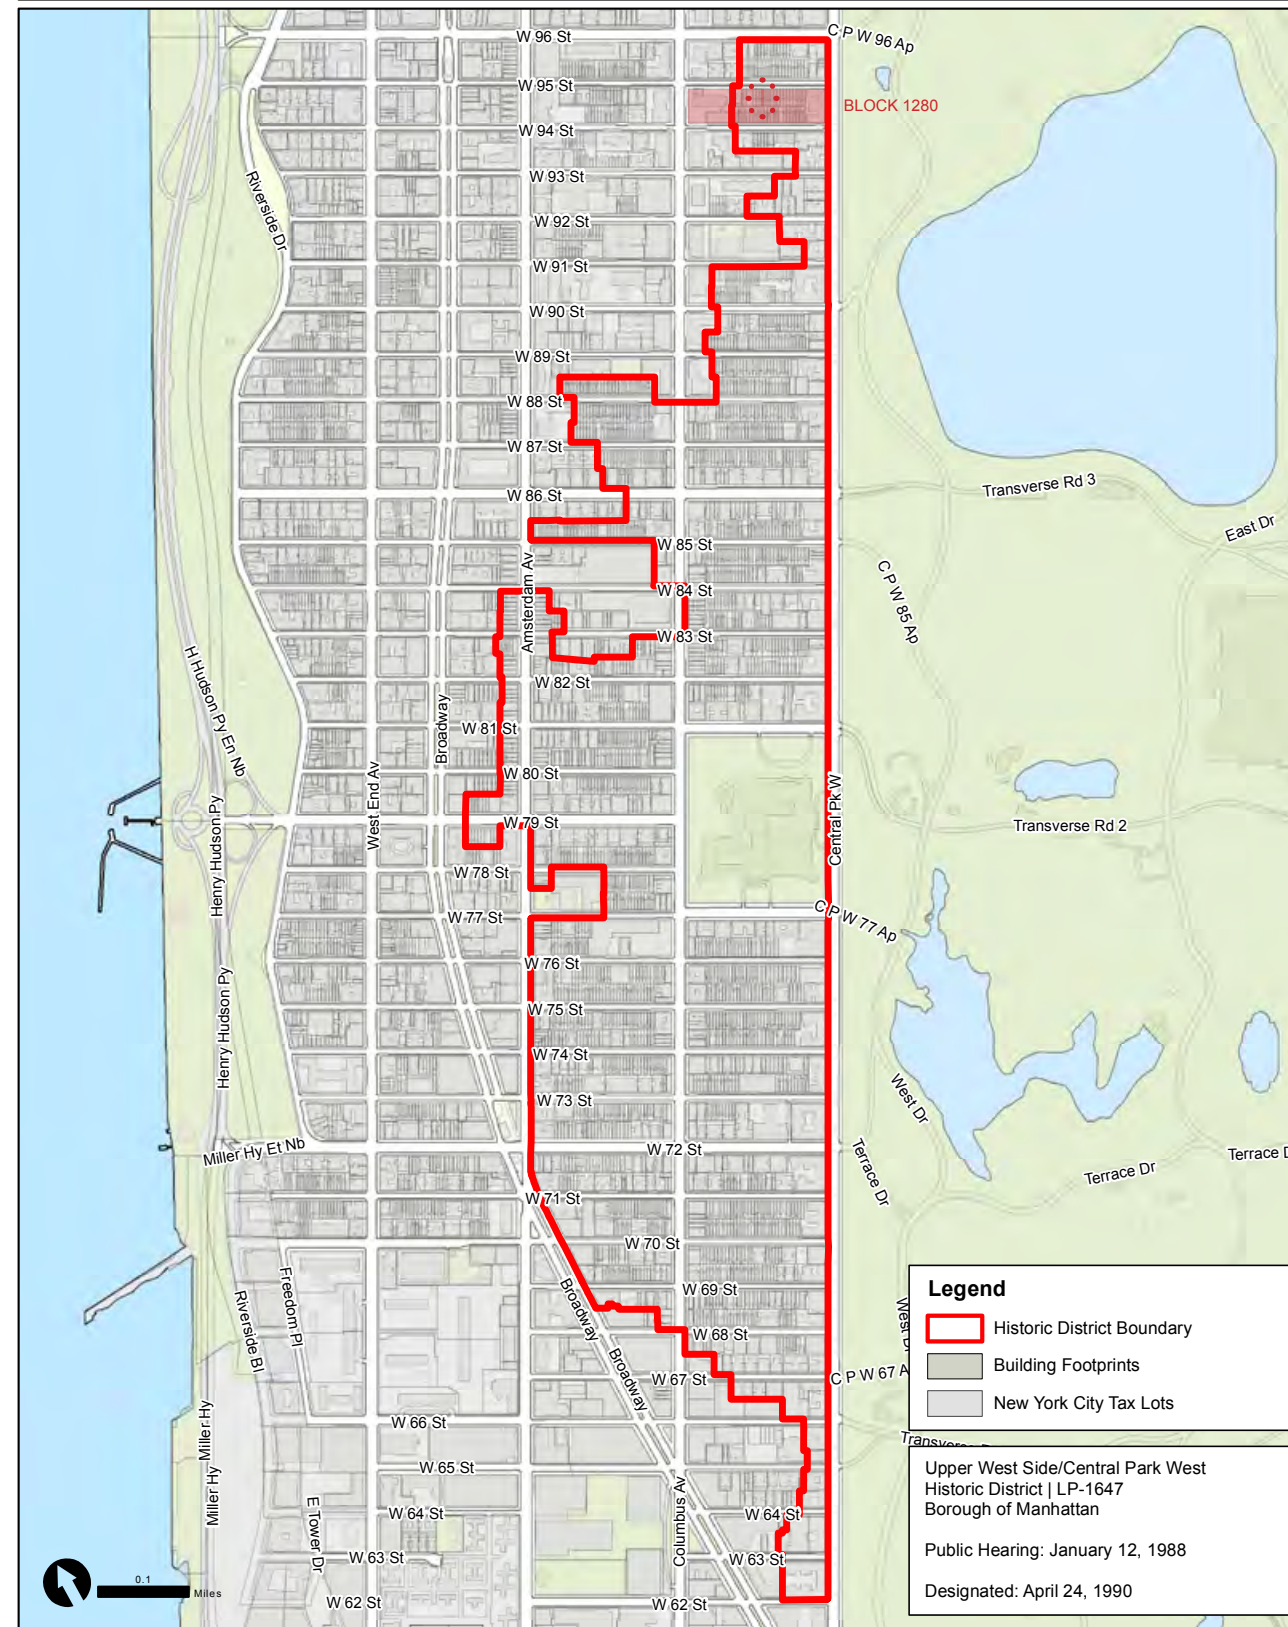 W 96 St
C P W 96 Ap
W 95 St
BLOCK 1280
W 94 St
W 93 St
Riverside Dr
W 92 St
W 91 St
W 90 St
W 89 St
W 88 St
W 87 St
Transverse Rd 3
W 86 St
East Dr
W 85 St
Amsterdam Av
C P W 85 Ap
W 84 St
W 83 St
H Hudson Py En Nb
W 82 St
Broadway
W 81 St
W 80 St
West End Av
Central Pk W
Henry Hudson Py
W 79 St
Transverse Rd 2
W 78 St
W 77 St
C P W 77 Ap
W 76 St
Henry Hudson Py
W 75 St
W 74 St
W 73 St
West Dr
Miller Hy Et Nb
W 72 St
Terrace Dr
Terrace Dr
Terrace D
W 71 St
W 70 St
Freedom Pl
Riverside Bl
W 69 St
Broadway
W 68 St
Broadway
W 67 St
C P W 67 A
West D
Legend
Historic District Boundary
Building Footprints
New York City Tax Lots
W 66 St
Miller Hy
Miller Hy
W 65 St
Columbus Av
W 64 St
W 64 St
E Tower Dr
W 63 St
W 63 St
W 62 St
W 62 St
0.1
Miles
Upper West Side/Central Park West
Historic District | LP-1647
Borough of Manhattan
Public Hearing: January 12, 1988
Designated: April 24, 1990